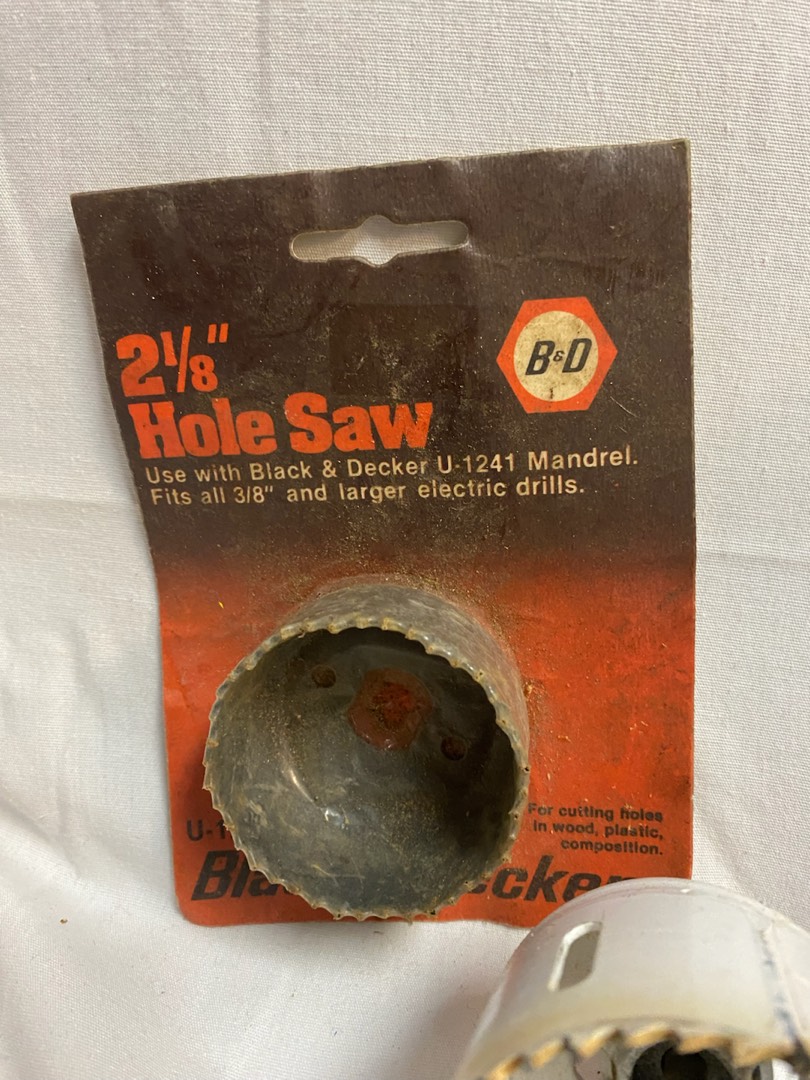 2⅛"
Hole Saw
B&D
Use with Black & Decker U-1241 Mandrel.
Fits all 3/8" and larger electric drills.
For cutting holes
in wood, plastic,
composition.